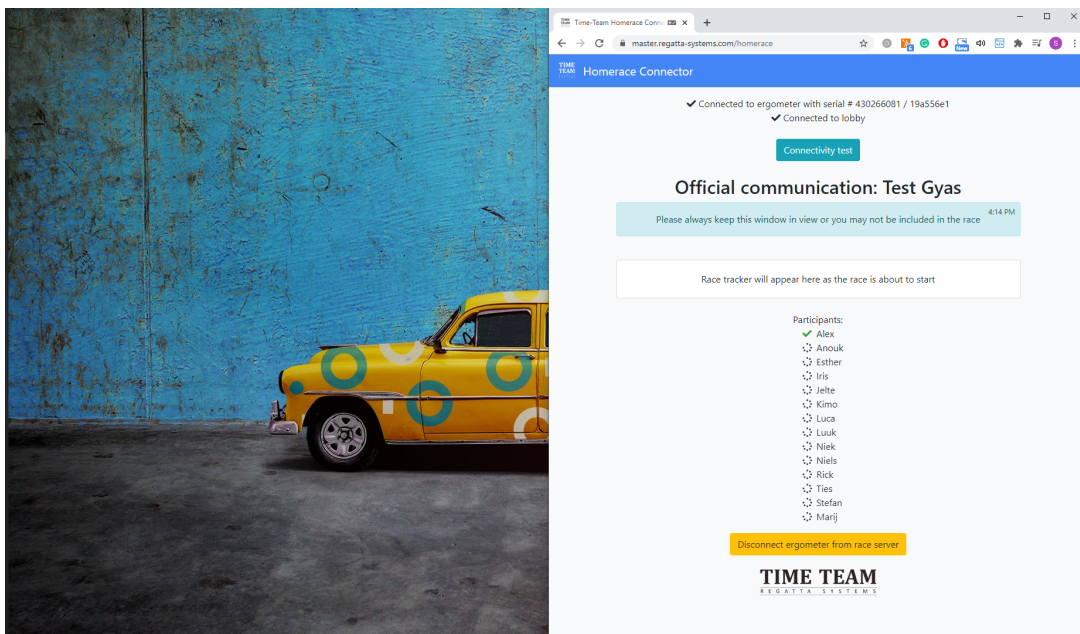 Time-Team Homerace Conn
master.regatta-systems.com/homerace
New
S
TIME
TEAM
Homerace Connector
Connected to ergometer with serial # 430266081 / 19a556e1
Connected to lobby
Connectivity test
Official communication: Test Gyas
4:14 PM
Please always keep this window in view or you may not be included in the race
Race tracker will appear here as the race is about to start
Participants:
Alex
Anouk
Esther
Iris
Jelte
Kimo
Luca
Luuk
Niek
Niels
Rick
Ties
Stefan
Marij
Disconnect ergometer from race server
TIME TEAM
REGATTA SYSTEMS